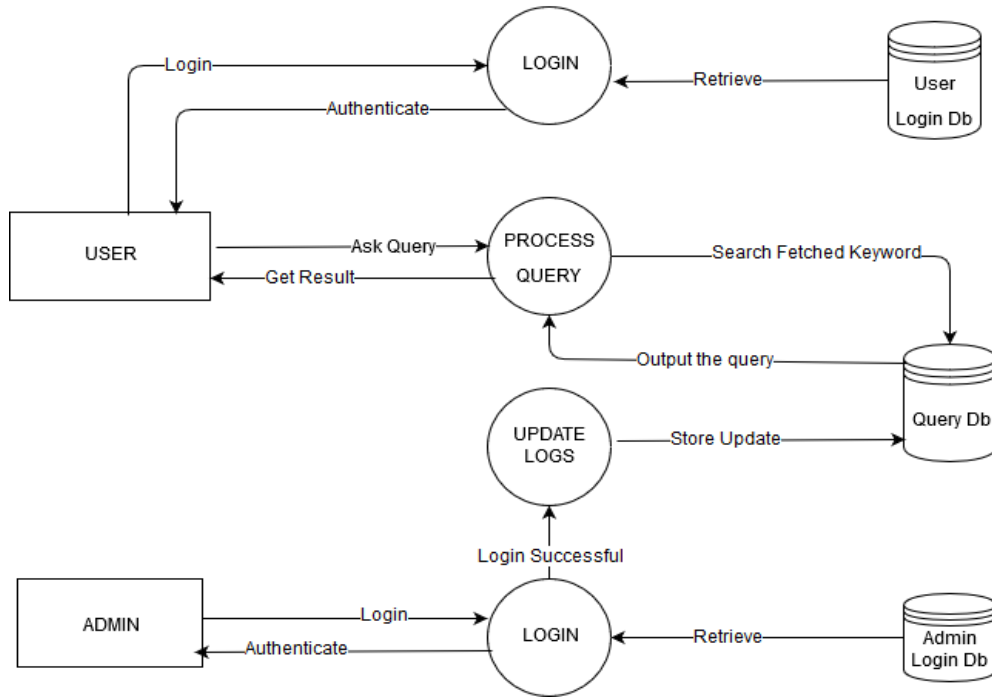 Login
LOGIN
Retrieve
User
Login Db
Authenticate
USER
Ask Query
Get Result
PROCESS
QUERY
Search Fetched Keyword
Output the query
Query Db
UPDATE
LOGS
Store Update
Login Successful
ADMIN
Login
Authenticate
LOGIN
Retrieve
Admin
Login Db